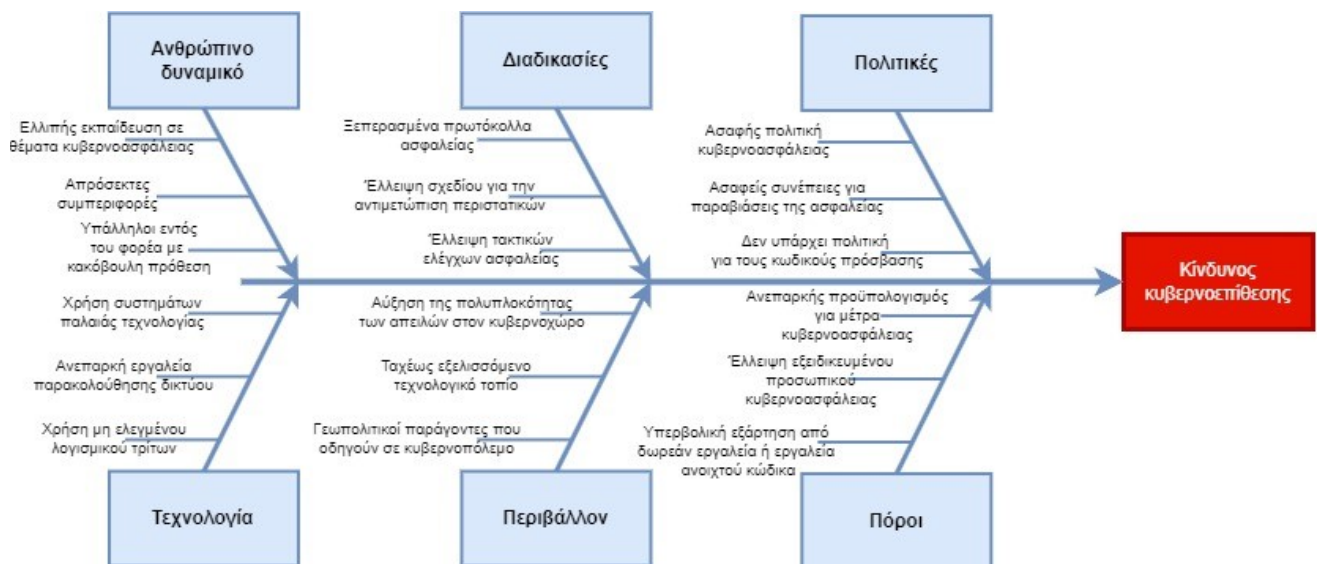 Ανθρώπινο
δυναμικό
Διαδικασίες
Πολιτικές
Ελλιπής εκπαίδευση σε
θέματα κυβερνοασφάλειας
Απρόσεκτες
συμπεριφορές
Υπάλληλοι εντός
του φορέα με
κακόβουλη πρόθεση
Ξεπερασμένα πρωτόκολλα
ασφαλείας
Έλλειψη σχεδίου για την
αντιμετώπιση περιστατικών
Έλλειψη τακτικών
ελέγχων ασφαλείας
Ασαφής πολιτική
κυβερνοασφάλειας
Ασαφείς συνέπειες για
παραβιάσεις της ασφαλείας
Δεν υπάρχει πολιτική
για τους κωδικούς πρόσβασης
Κίνδυνος
κυβερνοεπίθεσης
Χρήση συστημάτων
παλαιάς τεχνολογίας
Ανεπαρκή εργαλεία
παρακολούθησης δικτύου
Χρήση μη ελεγμένου
λογισμικού τρίτων
Αύξηση της πολυπλοκότητας
των απειλών στον κυβερνοχώρο
Ταχέως εξελισσόμενο
τεχνολογικό τοπίο
Γεωπολιτικοί παράγοντες που
οδηγούν σε κυβερνοπόλεμο
Ανεπαρκής προϋπολογισμός
για μέτρα
κυβερνοασφάλειας
Έλλειψη εξειδικευμένου
προσωπικού
κυβερνοασφάλειας
Υπερβολική εξάρτηση από
δωρεάν εργαλεία ή εργαλεία
ανοιχτού κώδικα
Τεχνολογία
Περιβάλλον
Πόροι